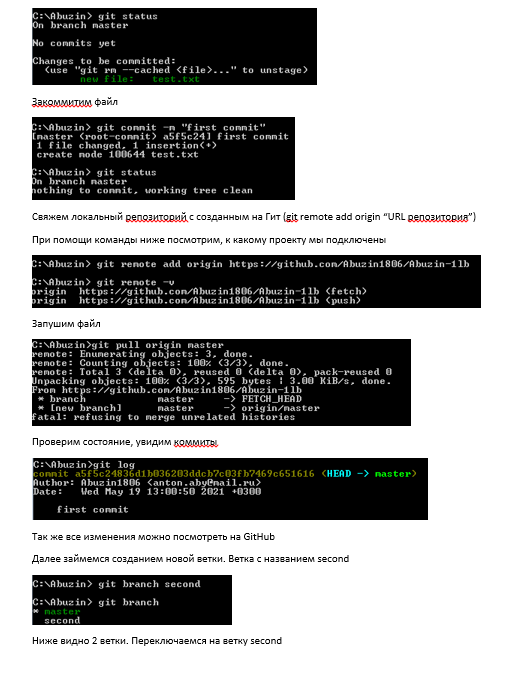 C:\Abuzin> git status
On branch master
No commits yet
Changes to be committed:
(use "git rm --cached <file>..." to unstage)
new file: test.txt
Закоммитим файл
C:\Abuzin> git commit -m "first commit"
[master (root-commit) a5f5c24] first commit
1 file changed, 1 insertion(+)
create mode 100644 test.txt
C:\Abuzin> git status
On branch master
nothing to commit, working tree clean
Свяжем локальный репозиторий с созданным на Гит (git remote add origin “URL репозитория”)
При помощи команды ниже посмотрим, к какому проекту мы подключены
C:\Abuzin> git remote add origin https://github.com/Abuzin1806/Abuzin-1lb
C:\Abuzin> git remote -v
origin https://github.com/Abuzin1806/Abuzin-1lb (fetch)
origin https://github.com/Abuzin1806/Abuzin-1lb (push)
Запушим файл
C:\Abuzin>git pull origin master
remote: Enumerating objects: 3, done.
remote: Counting objects: 100% (3/3), done.
remote: Total 3 (delta 0), reused 0 (delta 0), pack-reused 0
Unpacking objects: 100% (3/3), 595 bytes | 3.00 KiB/s, done.
From https://github.com/Abuzin1806/Abuzin-1lb
* branch master -> FETCH_HEAD
* [new branch] master -> origin/master
fatal: refusing to merge unrelated histories
Проверим состояние, увидим коммиты
C:\Abuzin>git log
commit a5f5c24836d1b036203ddcb7c03fb7469c651616 (HEAD -> master)
Author: Abuzin1806 <anton.aby@mail.ru>
Date: Wed May 19 13:00:50 2021 +0300
first commit
Так же все изменения можно посмотреть на GitHub
Далее займемся созданием новой ветки. Ветка с названием second
C:\Abuzin> git branch second
C:\Abuzin> git branch
* master
second
Ниже видно 2 ветки. Переключаемся на ветку second